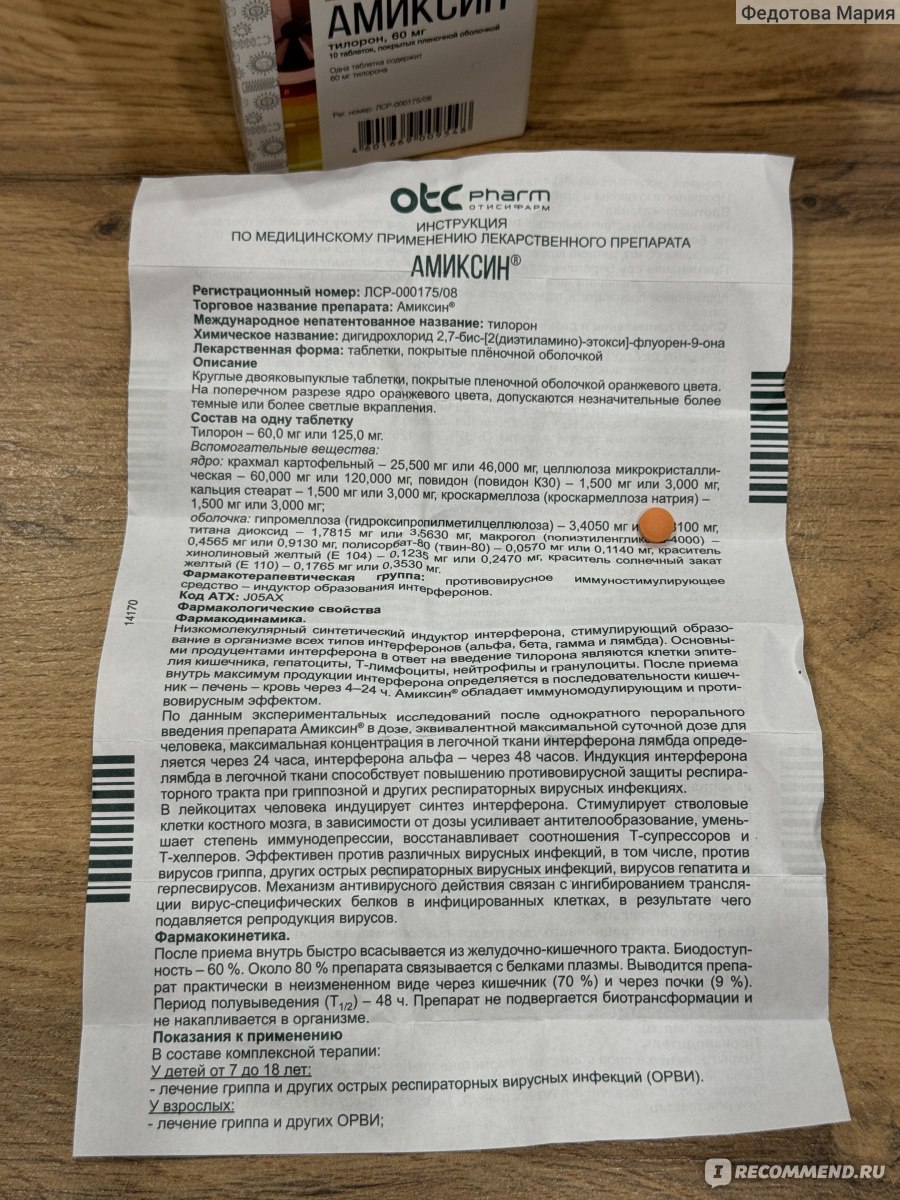 Федотова Мария
АМИКСИН
тилорон, 60 мг
10 таблеток, покрытых пленочной оболочкой
Одна таблетка содержит
60 мг тилорона
Рег. номер: ЛСР-000175/08
4 601669 009548
otc pharm
ОТИСИФАРМ
ИНСТРУКЦИЯ
ПО МЕДИЦИНСКОМУ ПРИМЕНЕНИЮ ЛЕКАРСТВЕННОГО ПРЕПАРАТА
АМИКСИН®
Регистрационный номер: ЛСР-000175/08
Торговое название препарата: Амиксин®
Международное непатентованное название: тилорон
Химическое название: дигидрохлорид 2,7-бис-[2(диэтиламино)-этокси]-флуорен-9-она
Лекарственная форма: таблетки, покрытые плёночной оболочкой
Описание
Круглые двояковыпуклые таблетки, покрытые пленочной оболочкой оранжевого цвета.
На поперечном разрезе ядро оранжевого цвета, допускаются незначительные более
темные или более светлые вкрапления.
Состав на одну таблетку
Тилорон – 60,0 мг или 125,0 мг.
Вспомогательные вещества:
ядро: крахмал картофельный – 25,500 мг или 46,000 мг, целлюлоза микрокристалли-
ческая – 60,000 мг или 120,000 мг, повидон (повидон К30) – 1,500 мг или 3,000 мг,
кальция стеарат – 1,500 мг или 3,000 мг, кроскармеллоза (кроскармеллоза натрия) –
1,500 мг или 3,000 мг;
оболочка: гипромеллоза (гидроксипропилметилцеллюлоза) – 3,4050 мг 3100 мг,
титана диоксид – 1,7815 мг или 3,5630 мг, макрогол (полиэтиленглик 4000) –
0,4565 мг или 0,9130 мг, полисорбат-80 (твин-80) – 0,0570 мг или 0,1140 мг, краситель
хинолиновый желтый (Е 104) – 0,1235 мг или 0,2470 мг, краситель солнечный закат
желтый (Е 110) – 0,1765 мг или 0,3530 мг.
Фармакотерапевтическая группа: противовирусное иммуностимулирующее
средство – индуктор образования интерферонов.
Код АТХ: J05AX
Фармакологические свойства
Фармакодинамика.
Низкомолекулярный синтетический индуктор интерферона, стимулирующий образо-
вание в организме всех типов интерферонов (альфа, бета, гамма и лямбда). Основны-
ми продуцентами интерферона в ответ на введение тилорона являются клетки эпите-
лия кишечника, гепатоциты, Т-лимфоциты, нейтрофилы и гранулоциты. После приема
внутрь максимум продукции интерферона определяется в последовательности кишеч-
ник – печень – кровь через 4–24 ч. Амиксин® обладает иммуномодулирующим и проти-
вовирусным эффектом.
14170
По данным экспериментальных исследований после однократного перорального
введения препарата Амиксин® в дозе, эквивалентной максимальной суточной дозе для
человека, максимальная концентрация в легочной ткани интерферона лямбда опреде-
ляется через 24 часа, интерферона альфа – через 48 часов. Индукция интерферона
лямбда в легочной ткани способствует повышению противовирусной защиты респира-
торного тракта при гриппозной и других респираторных вирусных инфекциях.
В лейкоцитах человека индуцирует синтез интерферона. Стимулирует стволовые
клетки костного мозга, в зависимости от дозы усиливает антителообразование, умень-
шает степень иммунодепрессии, восстанавливает соотношения Т-супрессоров и
Т-хелперов. Эффективен против различных вирусных инфекций, в том числе, против
вирусов гриппа, других острых респираторных вирусных инфекций, вирусов гепатита и
герпесвирусов. Механизм антивирусного действия связан с ингибированием трансля-
ции вирус-специфических белков в инфицированных клетках, в результате чего
подавляется репродукция вирусов.
Фармакокинетика.
После приема внутрь быстро всасывается из желудочно-кишечного тракта. Биодоступ-
ность – 60 %. Около 80 % препарата связывается с белками плазмы. Выводится препа-
рат практически в неизмененном виде через кишечник (70 %) и через почки (9 %).
Период полувыведения (T1/2) – 48 ч. Препарат не подвергается биотрансформации и
не накапливается в организме.
Показания к применению
В составе комплексной терапии:
У детей от 7 до 18 лет:
- лечение гриппа и других острых респираторных вирусных инфекций (ОРВИ).
У взрослых:
- лечение гриппа и других ОРВИ;
IRECOMMEND.RU